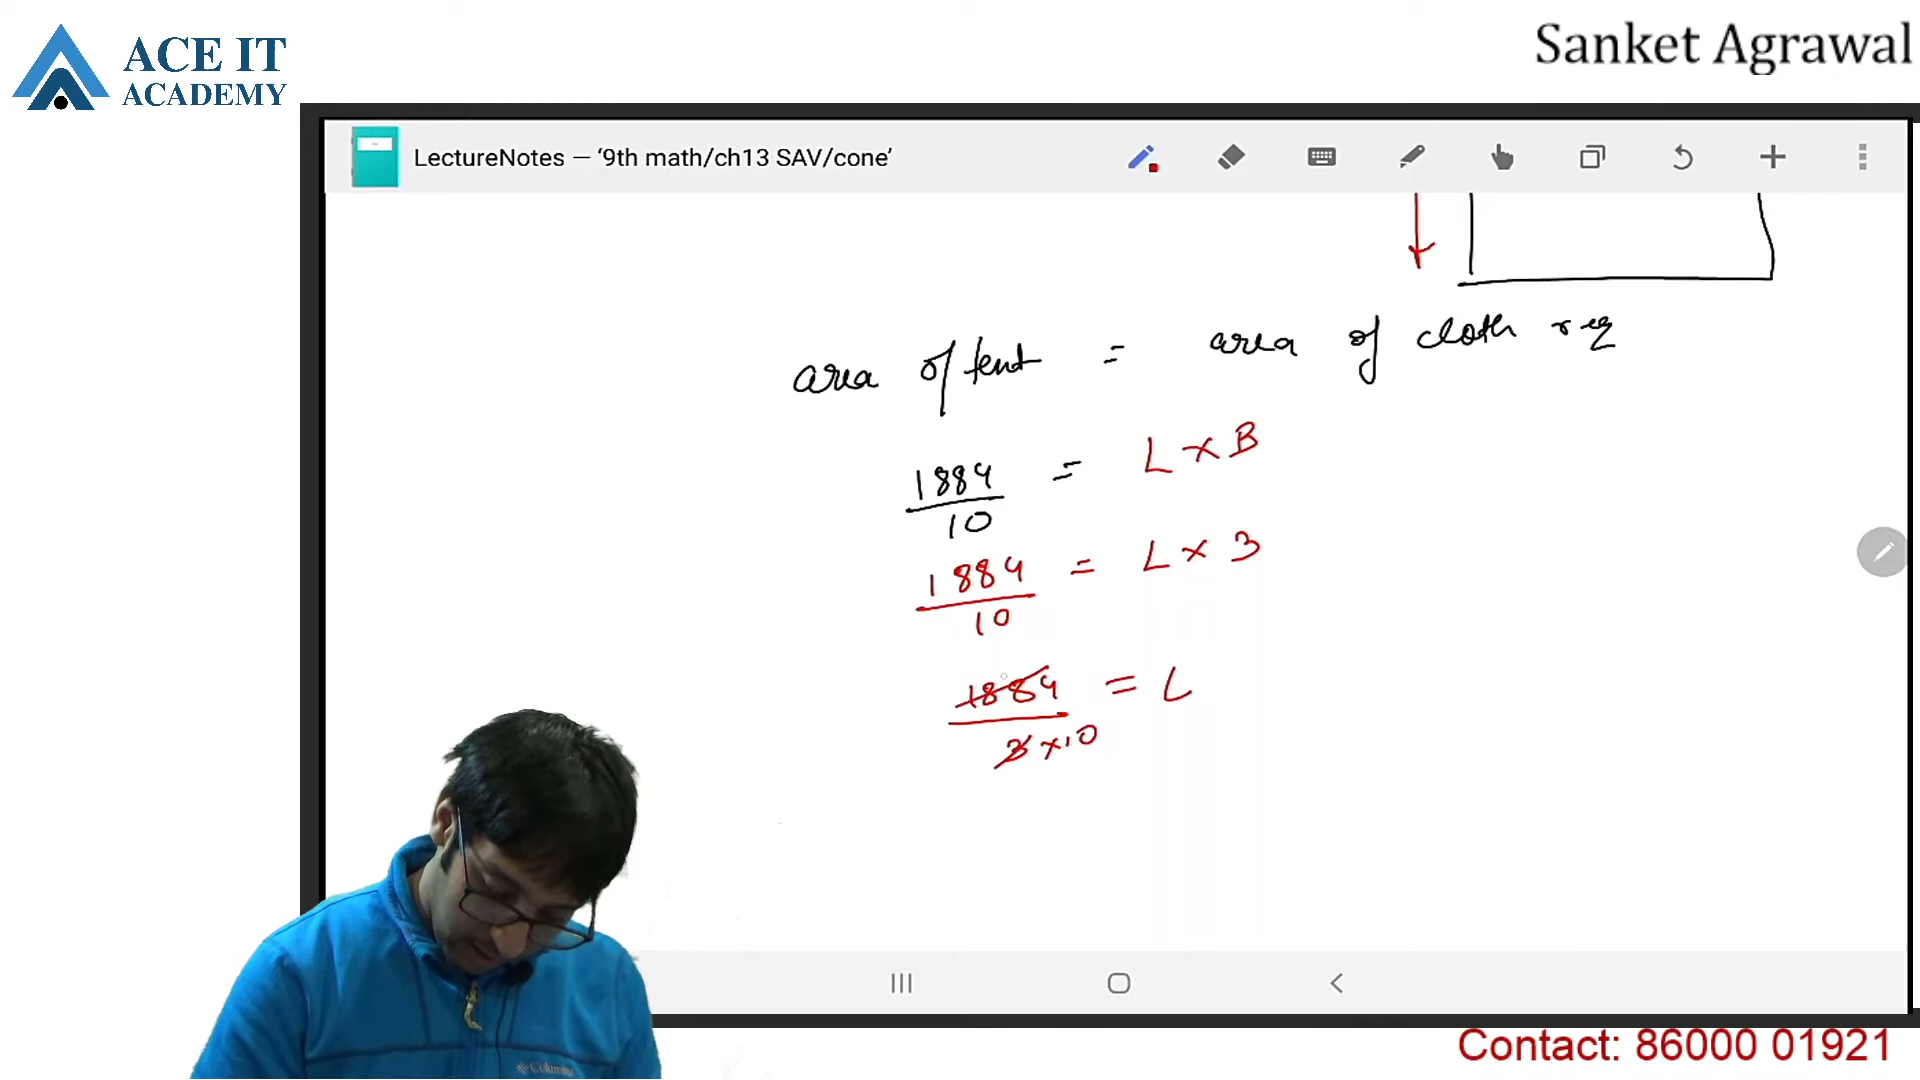 ACE IT
ACADEMY
Sanket Agrawal
LectureNotes – ‘9th math/ch13 SAV/cone’
area of tent = area of cloth req
1884/10 = L × B
1884/10 = L × 3
1884/3×10 = L
Columbia
Contact: 86000 01921